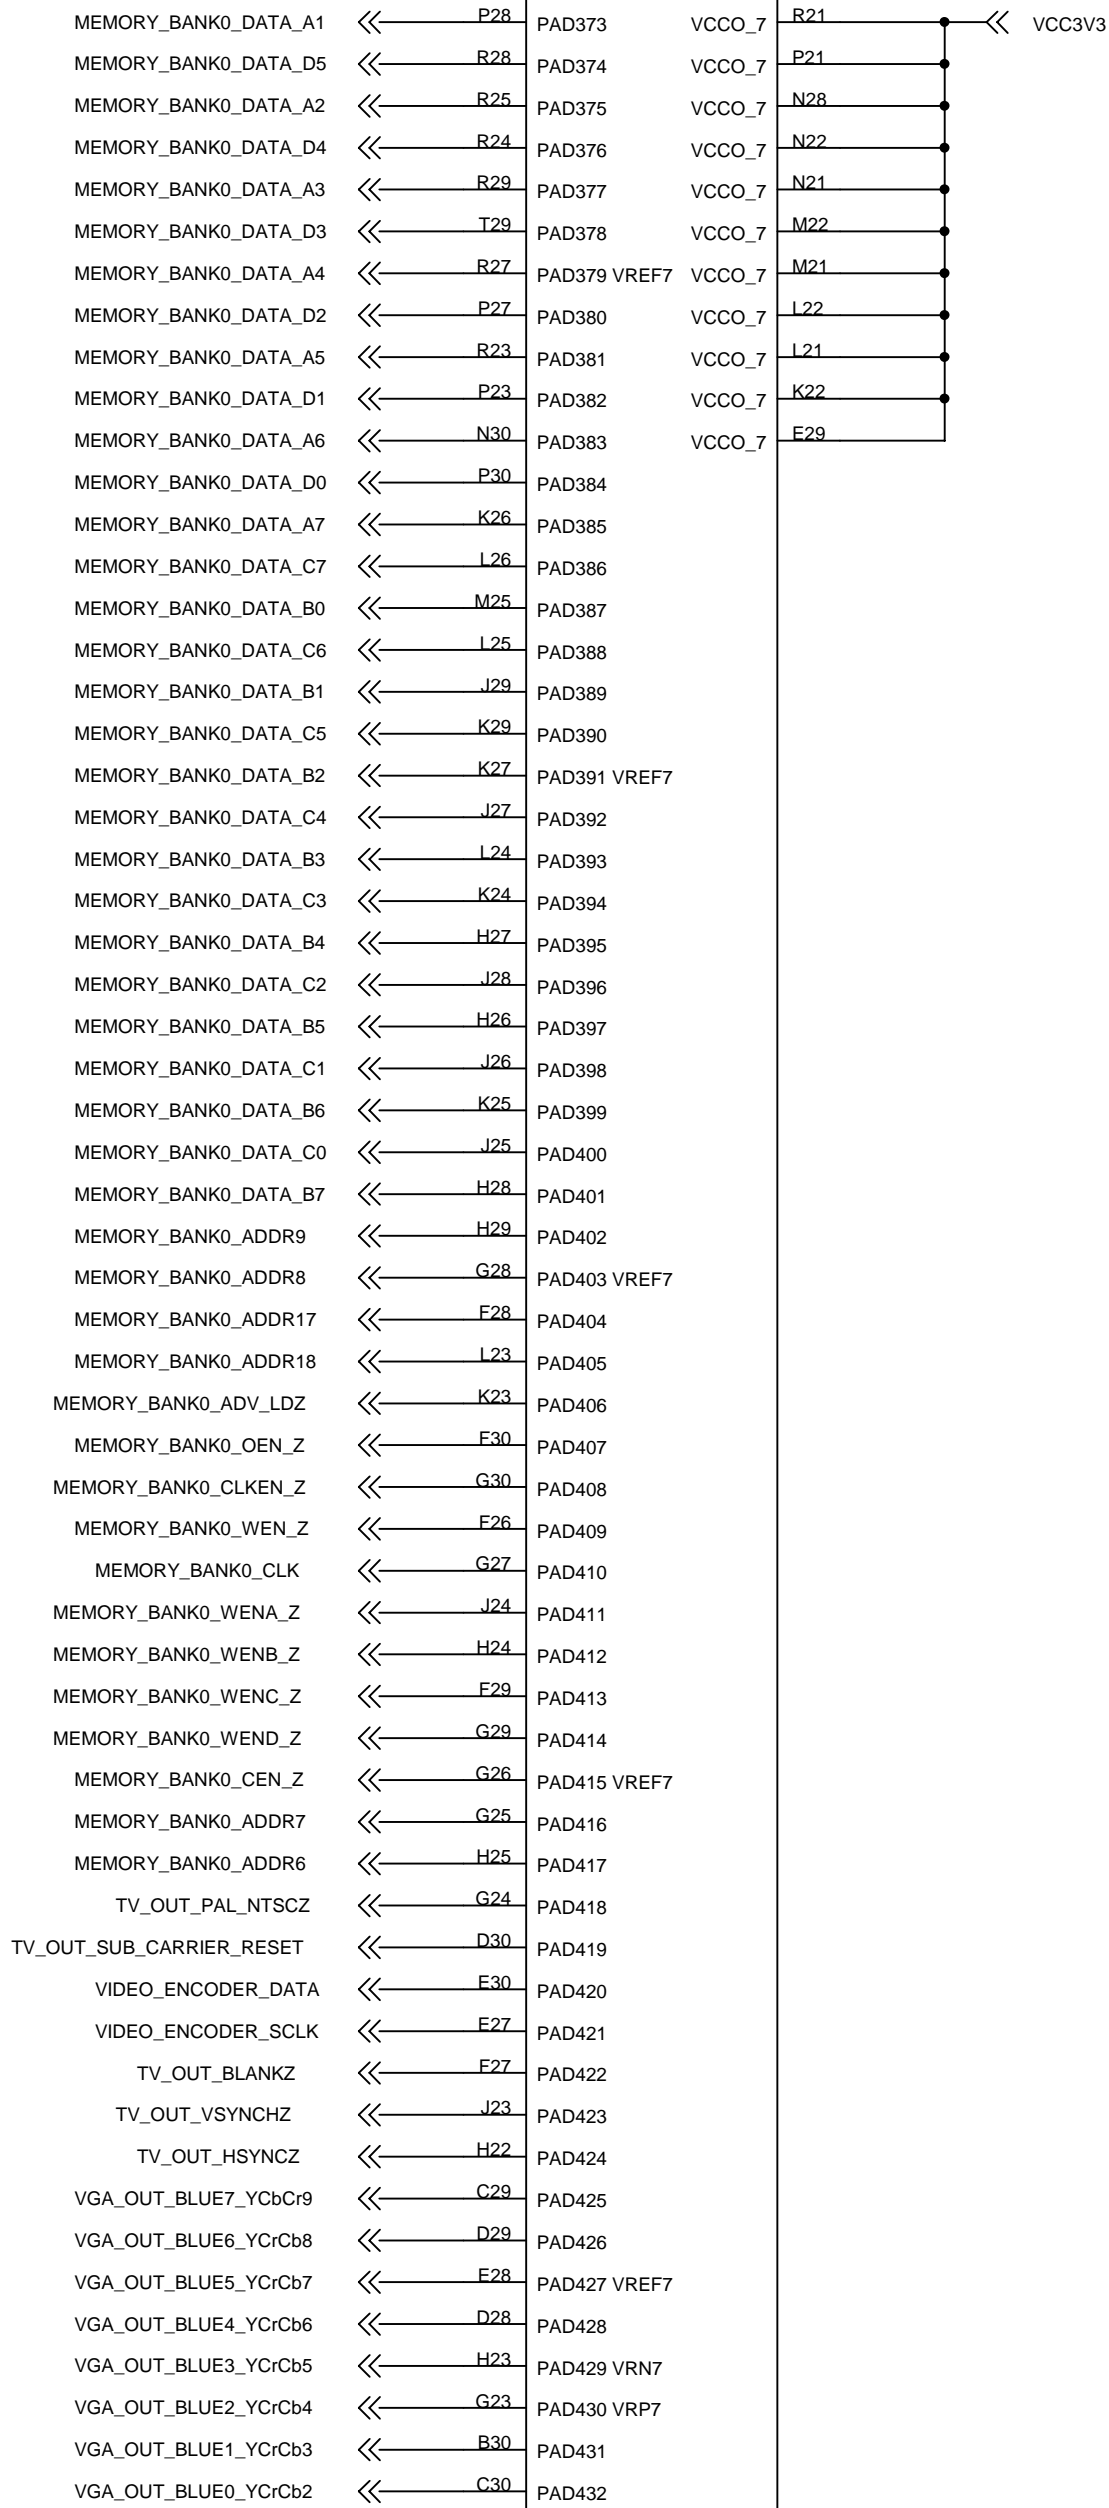 MEMORY_BANK0_DATA_A1 P28 PAD373 VCCO_7 R21 VCC3V3
MEMORY_BANK0_DATA_D5 R28 PAD374 VCCO_7 P21
MEMORY_BANK0_DATA_A2 R25 PAD375 VCCO_7 N28
MEMORY_BANK0_DATA_D4 R24 PAD376 VCCO_7 N22
MEMORY_BANK0_DATA_A3 R29 PAD377 VCCO_7 N21
MEMORY_BANK0_DATA_D3 T29 PAD378 VCCO_7 M22
MEMORY_BANK0_DATA_A4 R27 PAD379 VREF7 VCCO_7 M21
MEMORY_BANK0_DATA_D2 P27 PAD380 VCCO_7 L22
MEMORY_BANK0_DATA_A5 R23 PAD381 VCCO_7 L21
MEMORY_BANK0_DATA_D1 P23 PAD382 VCCO_7 K22
MEMORY_BANK0_DATA_A6 N30 PAD383 VCCO_7 E29
MEMORY_BANK0_DATA_D0 P30 PAD384
MEMORY_BANK0_DATA_A7 K26 PAD385
MEMORY_BANK0_DATA_C7 L26 PAD386
MEMORY_BANK0_DATA_B0 M25 PAD387
MEMORY_BANK0_DATA_C6 L25 PAD388
MEMORY_BANK0_DATA_B1 J29 PAD389
MEMORY_BANK0_DATA_C5 K29 PAD390
MEMORY_BANK0_DATA_B2 K27 PAD391 VREF7
MEMORY_BANK0_DATA_C4 J27 PAD392
MEMORY_BANK0_DATA_B3 L24 PAD393
MEMORY_BANK0_DATA_C3 K24 PAD394
MEMORY_BANK0_DATA_B4 H27 PAD395
MEMORY_BANK0_DATA_C2 J28 PAD396
MEMORY_BANK0_DATA_B5 H26 PAD397
MEMORY_BANK0_DATA_C1 J26 PAD398
MEMORY_BANK0_DATA_B6 K25 PAD399
MEMORY_BANK0_DATA_C0 J25 PAD400
MEMORY_BANK0_DATA_B7 H28 PAD401
MEMORY_BANK0_ADDR9 H29 PAD402
MEMORY_BANK0_ADDR8 G28 PAD403 VREF7
MEMORY_BANK0_ADDR17 F28 PAD404
MEMORY_BANK0_ADDR18 L23 PAD405
MEMORY_BANK0_ADV_LDZ K23 PAD406
MEMORY_BANK0_OEN_Z F30 PAD407
MEMORY_BANK0_CLKEN_Z G30 PAD408
MEMORY_BANK0_WEN_Z F26 PAD409
MEMORY_BANK0_CLK G27 PAD410
MEMORY_BANK0_WENA_Z J24 PAD411
MEMORY_BANK0_WENB_Z H24 PAD412
MEMORY_BANK0_WENC_Z F29 PAD413
MEMORY_BANK0_WEND_Z G29 PAD414
MEMORY_BANK0_CEN_Z G26 PAD415 VREF7
MEMORY_BANK0_ADDR7 G25 PAD416
MEMORY_BANK0_ADDR6 H25 PAD417
TV_OUT_PAL_NTSCZ G24 PAD418
TV_OUT_SUB_CARRIER_RESET D30 PAD419
VIDEO_ENCODER_DATA E30 PAD420
VIDEO_ENCODER_SCLK E27 PAD421
TV_OUT_BLANKZ F27 PAD422
TV_OUT_VSYNCHZ J23 PAD423
TV_OUT_HSYNCZ H22 PAD424
VGA_OUT_BLUE7_YCbCr9 C29 PAD425
VGA_OUT_BLUE6_YCrCb8 D29 PAD426
VGA_OUT_BLUE5_YCrCb7 E28 PAD427 VREF7
VGA_OUT_BLUE4_YCrCb6 D28 PAD428
VGA_OUT_BLUE3_YCrCb5 H23 PAD429 VRN7
VGA_OUT_BLUE2_YCrCb4 G23 PAD430 VRP7
VGA_OUT_BLUE1_YCrCb3 B30 PAD431
VGA_OUT_BLUE0_YCrCb2 C30 PAD432